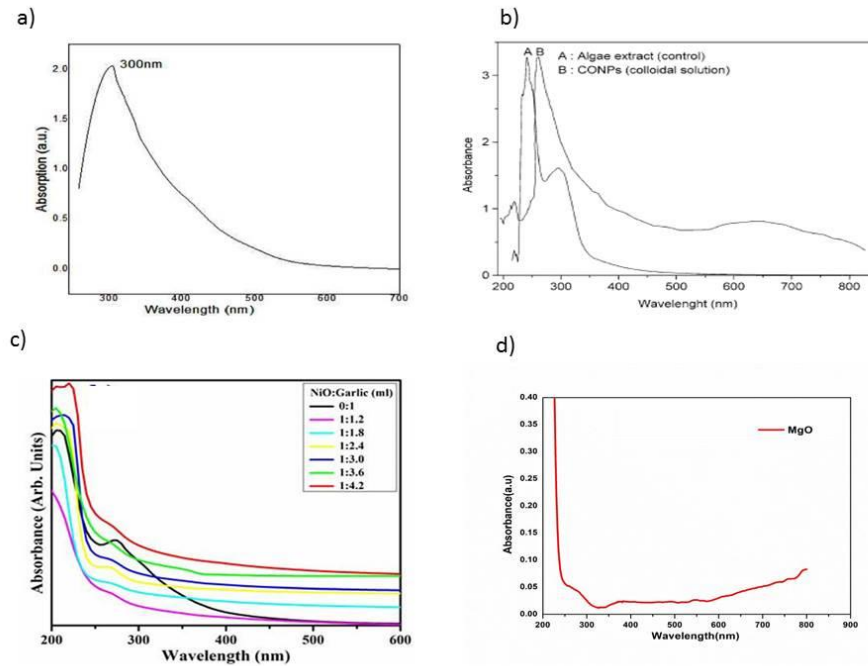 a)
300nm
2.0
1.5
1.0
0.5
0.0
Absorption (a.u.)
300 400 500 600 700
Wavelength (nm)
b)
A B A : Algae extract (control)
B : CONPs (colloidal solution)
3
2
1
0
Absorbance
200 300 400 500 600 700 800
Wavelenght (nm)
c)
NiO:Garlic (ml)
0:1
1:1.2
1:1.8
1:2.4
1:3.0
1:3.6
1:4.2
Absorbance (Arb. Units)
200 300 400 500 600
Wavelength (nm)
d)
MgO
0.40
0.35
0.30
0.25
0.20
0.15
0.10
0.05
0.00
Absorbance(a.u)
200 300 400 500 600 700 800 900
Wavelength(nm)